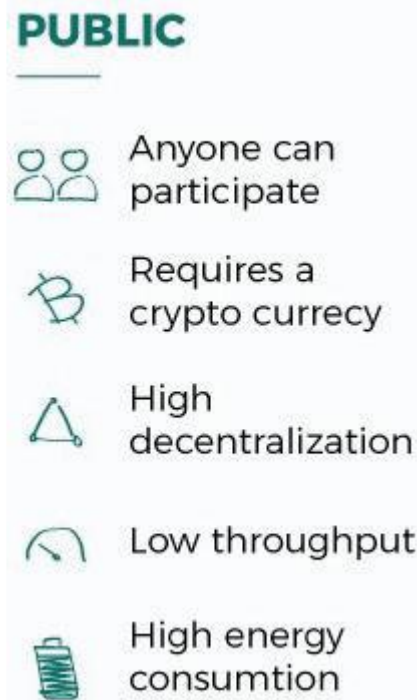 PUBLIC
Anyone can
participate
Requires a
crypto currecy
High
decentralization
Low throughput
High energy
consumtion